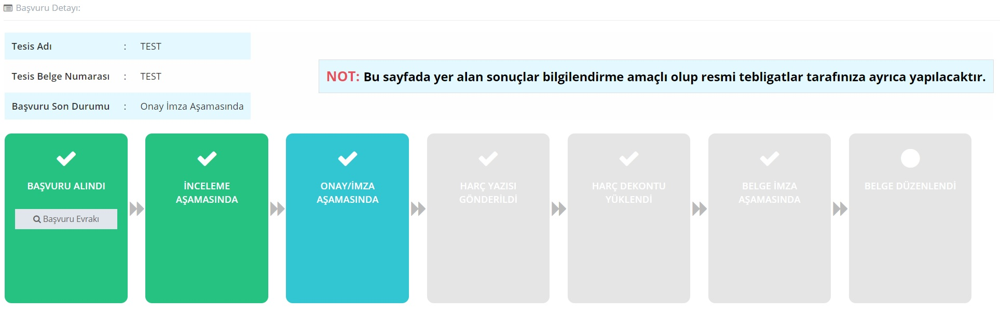 Başvuru Detayı:
Tesis Adı : TEST
Tesis Belge Numarası : TEST
Başvuru Son Durumu : Onay İmza Aşamasında
NOT: Bu sayfada yer alan sonuçlar bilgilendirme amaçlı olup resmi tebligatlar tarafınıza ayrıca yapılacaktır.
BAŞVURU ALINDI
Başvuru Evrakı
İNCELEME
AŞAMASINDA
ONAY/İMZA
AŞAMASINDA
HARÇ YAZISI
GÖNDERİLDİ
HARÇ DEKONTU
YÜKLENDİ
BELGE İMZA
AŞAMASINDA
BELGE DÜZENLENDİ